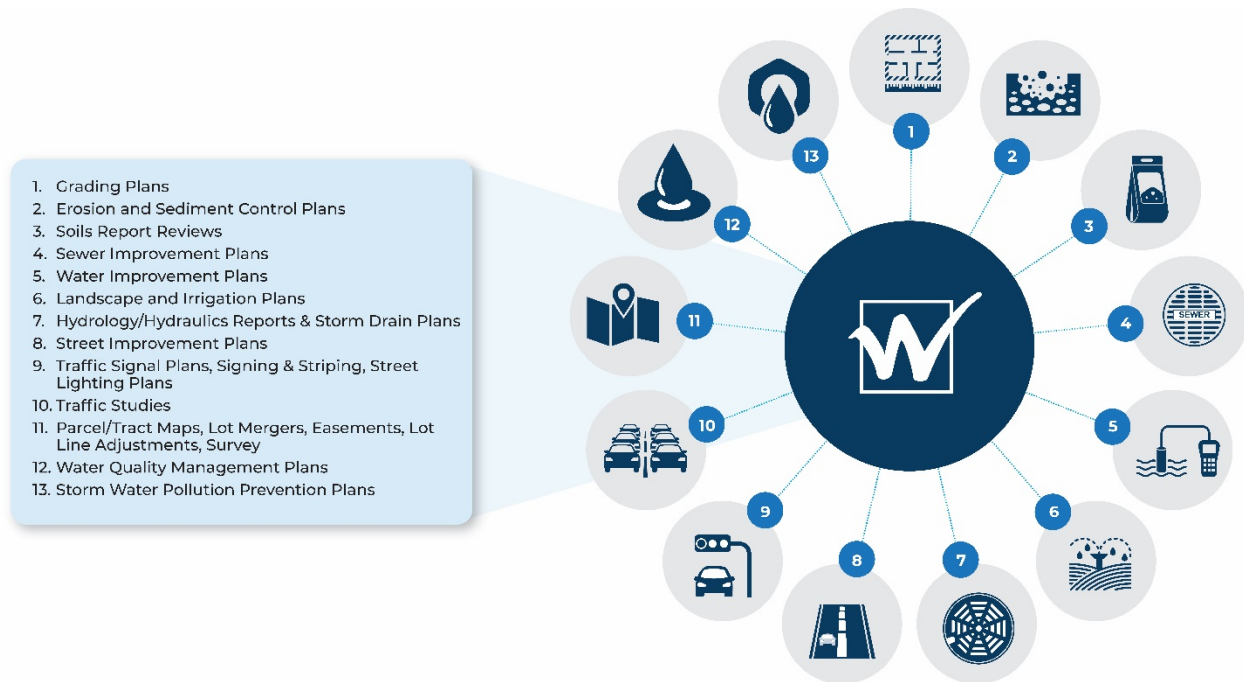 1. Grading Plans
2. Erosion and Sediment Control Plans
3. Soils Report Reviews
4. Sewer Improvement Plans
5. Water Improvement Plans
6. Landscape and Irrigation Plans
7. Hydrology/Hydraulics Reports & Storm Drain Plans
8. Street Improvement Plans
9. Traffic Signal Plans, Signing & Striping, Street
Lighting Plans
10. Traffic Studies
11. Parcel/Tract Maps, Lot Mergers, Easements, Lot
Line Adjustments, Survey
12. Water Quality Management Plans
13. Storm Water Pollution Prevention Plans
1
2
3
4
SEWER
5
6
7
8
9
10
11
12
13
W